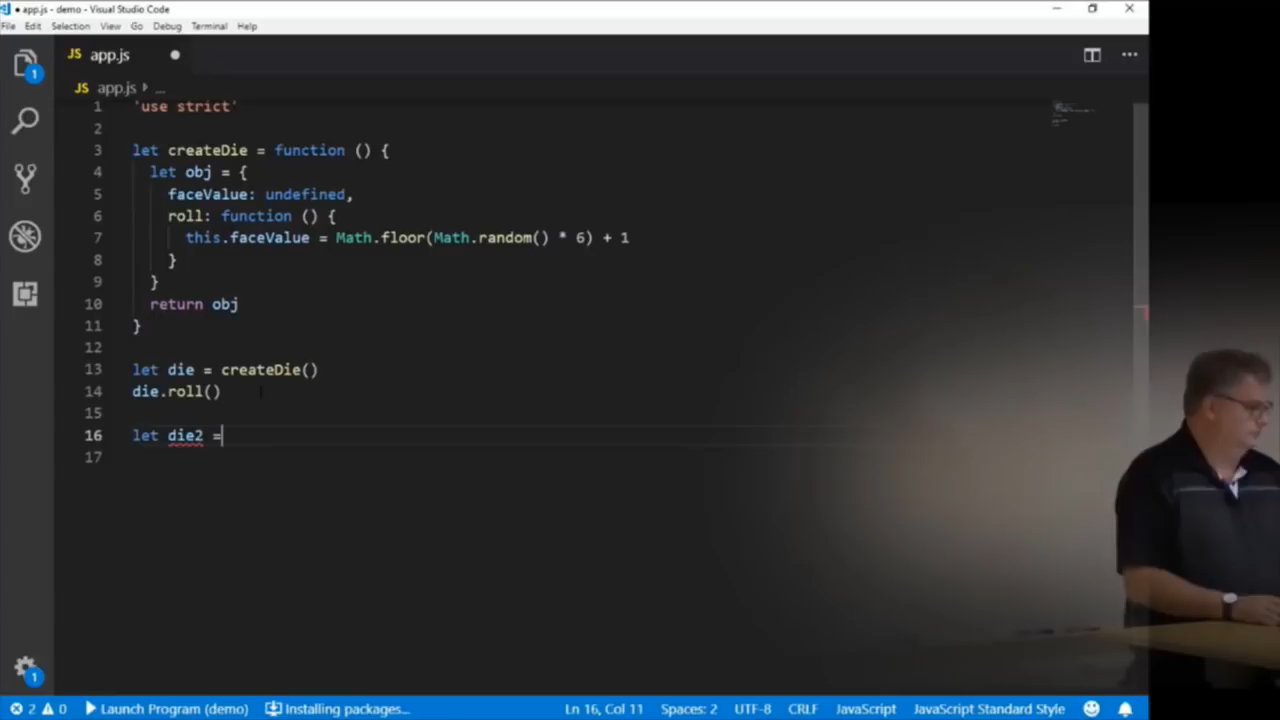 ● app.js - demo - Visual Studio Code
File Edit Selection View Go Debug Terminal Help
JS app.js ●
JS app.js ...
1 'use strict'
2
3 let createDie = function () {
4 let obj = {
5 faceValue: undefined,
6 roll: function () {
7 this.faceValue = Math.floor(Math.random() * 6) + 1
8 }
9 }
10 return obj
11 }
12
13 let die = createDie()
14 die.roll()
15
16 let die2 =
17
1
1
2 0 Launch Program (demo) Installing packages... Ln 16, Col 11 Spaces: 2 UTF-8 CRLF JavaScript JavaScript Standard Style